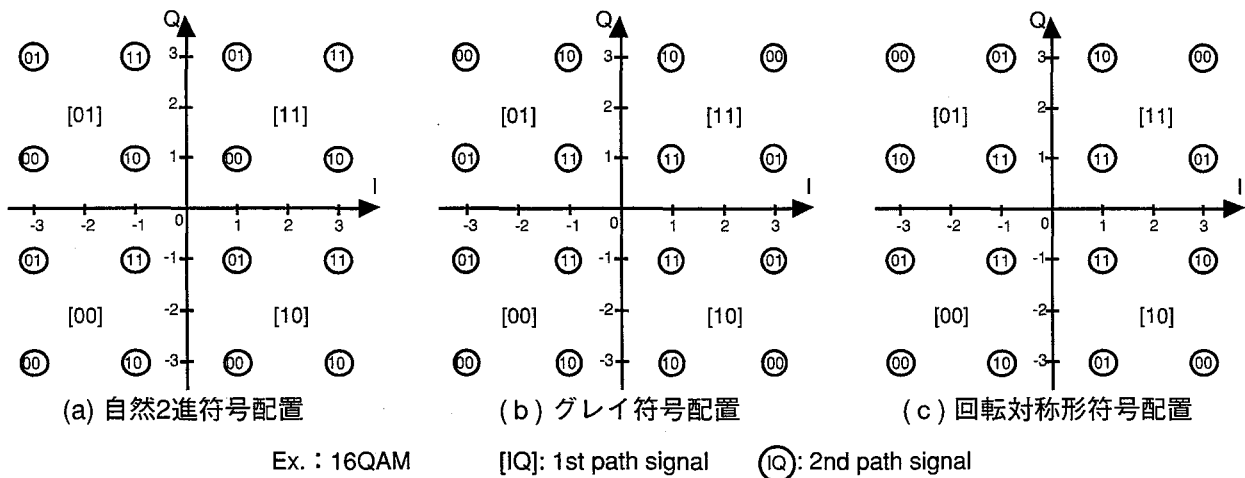 Q Q Q
01 11 3 01 11 00 10 3 10 00 00 01 3 10 00
2 2 2
[01] [11] [01] [11] [01] [11]
00 10 1 00 10 01 11 1 11 01 10 11 1 11 01
I I I
-3 -2 -1 0 1 2 3 -3 -2 -1 0 1 2 3 -3 -2 -1 0 1 2 3
01 11 -1 01 11 01 11 -1 11 01 01 11 -1 11 10
-2 -2 -2
[00] [10] [00] [10] [00] [10]
00 10 -3 00 10 00 10 -3 10 00 00 10 -3 01 00
(a) 自然2進符号配置 (b) グレイ符号配置 (c) 回転対称形符号配置
Ex.：16QAM [IQ]: 1st path signal IQ: 2nd path signal